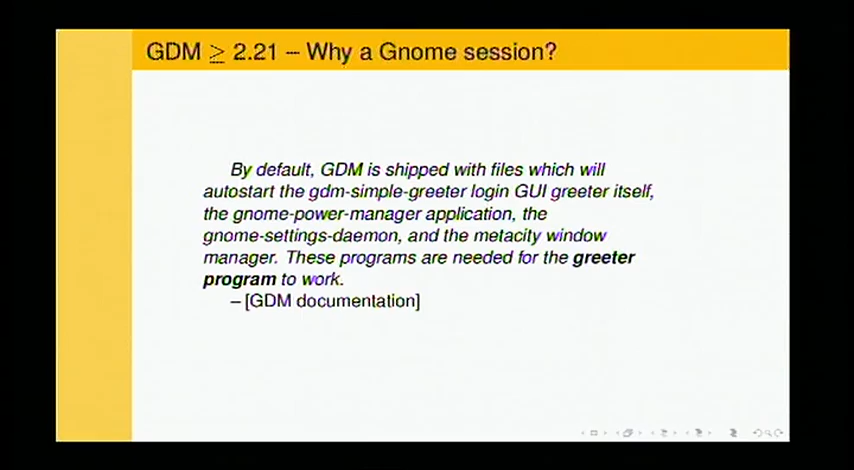 GDM ≥ 2.21 – Why a Gnome session?
By default, GDM is shipped with files which will
autostart the gdm-simple-greeter login GUI greeter itself,
the gnome-power-manager application, the
gnome-settings-daemon, and the metacity window
manager. These programs are needed for the greeter
program to work.
– [GDM documentation]